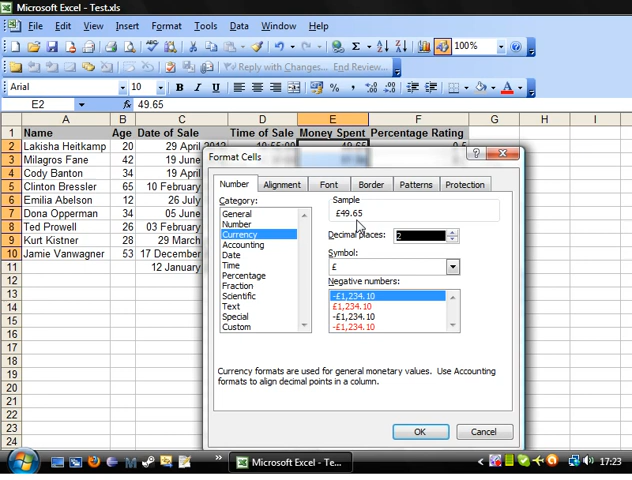 Microsoft Excel - Test.xls
File Edit View Insert Format Tools Data Window Help
100%
Reply with Changes... End Review...
Arial 10 B I U
E2 fx 49.65
A B C D E F G H I J
1 Name Age Date of Sale Time of Sale Money Spent Percentage Rating
2 Lakisha Heitkamp 20 29 April 2012 10:55:00 49.65 0.5
3 Milagros Fane 42 19 June
4 Cody Banton 34 19 April
5 Clinton Bressler 65 10 February
6 Emilia Abelson 12 26 July
7 Dona Opperman 34 05 June
8 Ted Prowell 26 03 February
9 Kurt Kistner 28 29 March
10 Jamie Vanwagner 53 17 December
11 12 January
12
13
14
15
16
17
18
19
20
21
22
23
24
Format Cells
Number Alignment Font Border Patterns Protection
Category:
General
Number
Currency
Accounting
Date
Time
Percentage
Fraction
Scientific
Text
Special
Custom
Sample
£49.65
Decimal places: 2
Symbol:
£
Negative numbers:
-£1,234.10
£1,234.10
-£1,234.10
-£1,234.10
Currency formats are used for general monetary values. Use Accounting
formats to align decimal points in a column.
OK Cancel
Microsoft Excel - Te... 17:23